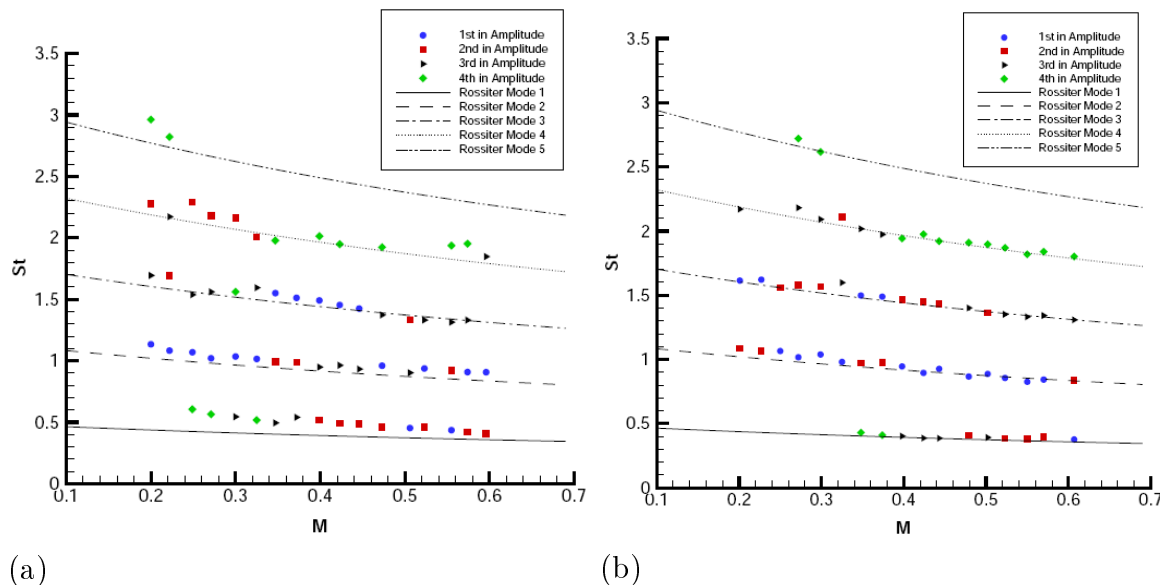 1st in Amplitude
2nd in Amplitude
3rd in Amplitude
4th in Amplitude
Rossiter Mode 1
Rossiter Mode 2
Rossiter Mode 3
Rossiter Mode 4
Rossiter Mode 5
3.5
3
2.5
2
1.5
1
0.5
0
St
0.1 0.2 0.3 0.4 0.5 0.6 0.7
M
(a)
1st in Amplitude
2nd in Amplitude
3rd in Amplitude
4th in Amplitude
Rossiter Mode 1
Rossiter Mode 2
Rossiter Mode 3
Rossiter Mode 4
Rossiter Mode 5
3.5
3
2.5
2
1.5
1
0.5
0
St
0.1 0.2 0.3 0.4 0.5 0.6 0.7
M
(b)